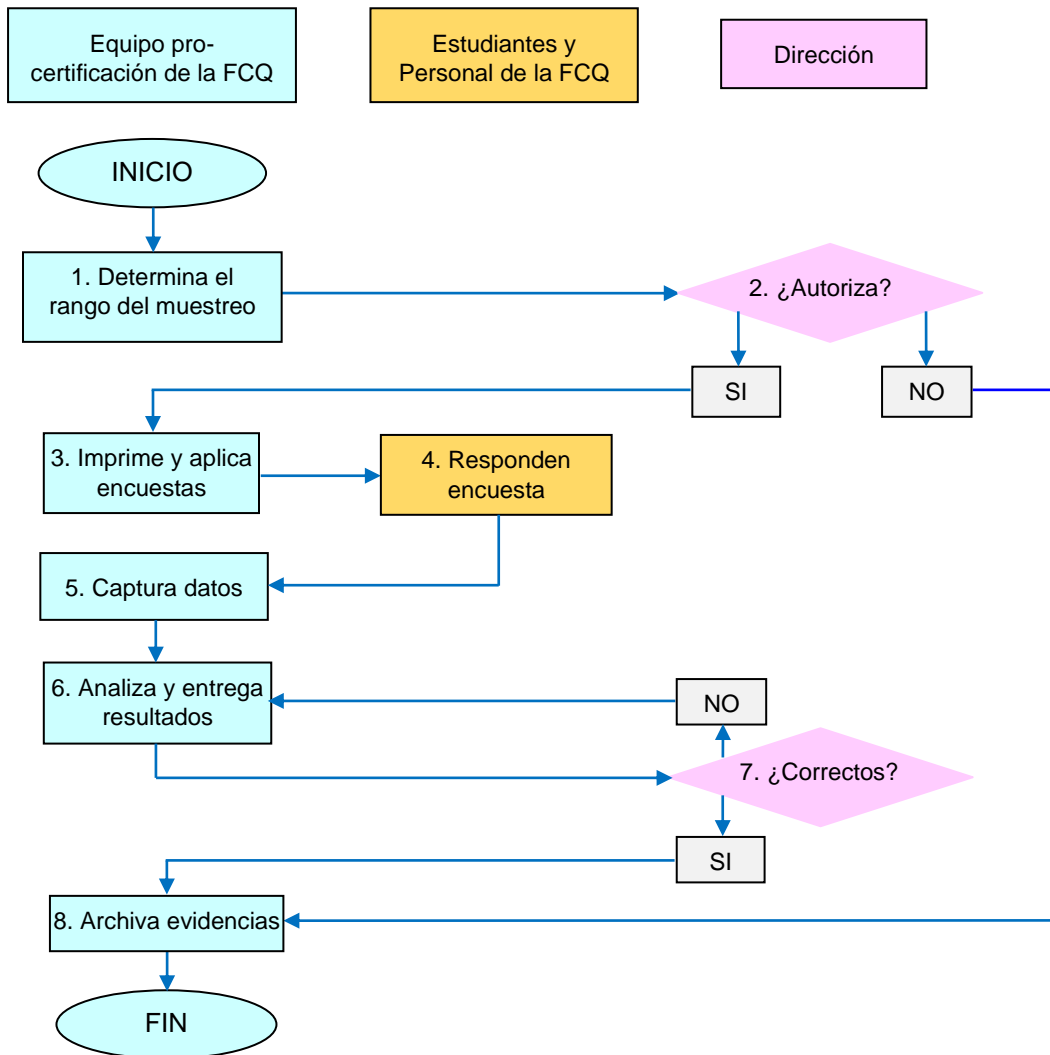 Equipo pro-
certificación de la FCQ
Estudiantes y
Personal de la FCQ
Dirección
INICIO
1. Determina el
rango del muestreo
2. ¿Autoriza?
SI
NO
3. Imprime y aplica
encuestas
4. Responden
encuesta
5. Captura datos
6. Analiza y entrega
resultados
NO
7. ¿Correctos?
SI
8. Archiva evidencias
FIN